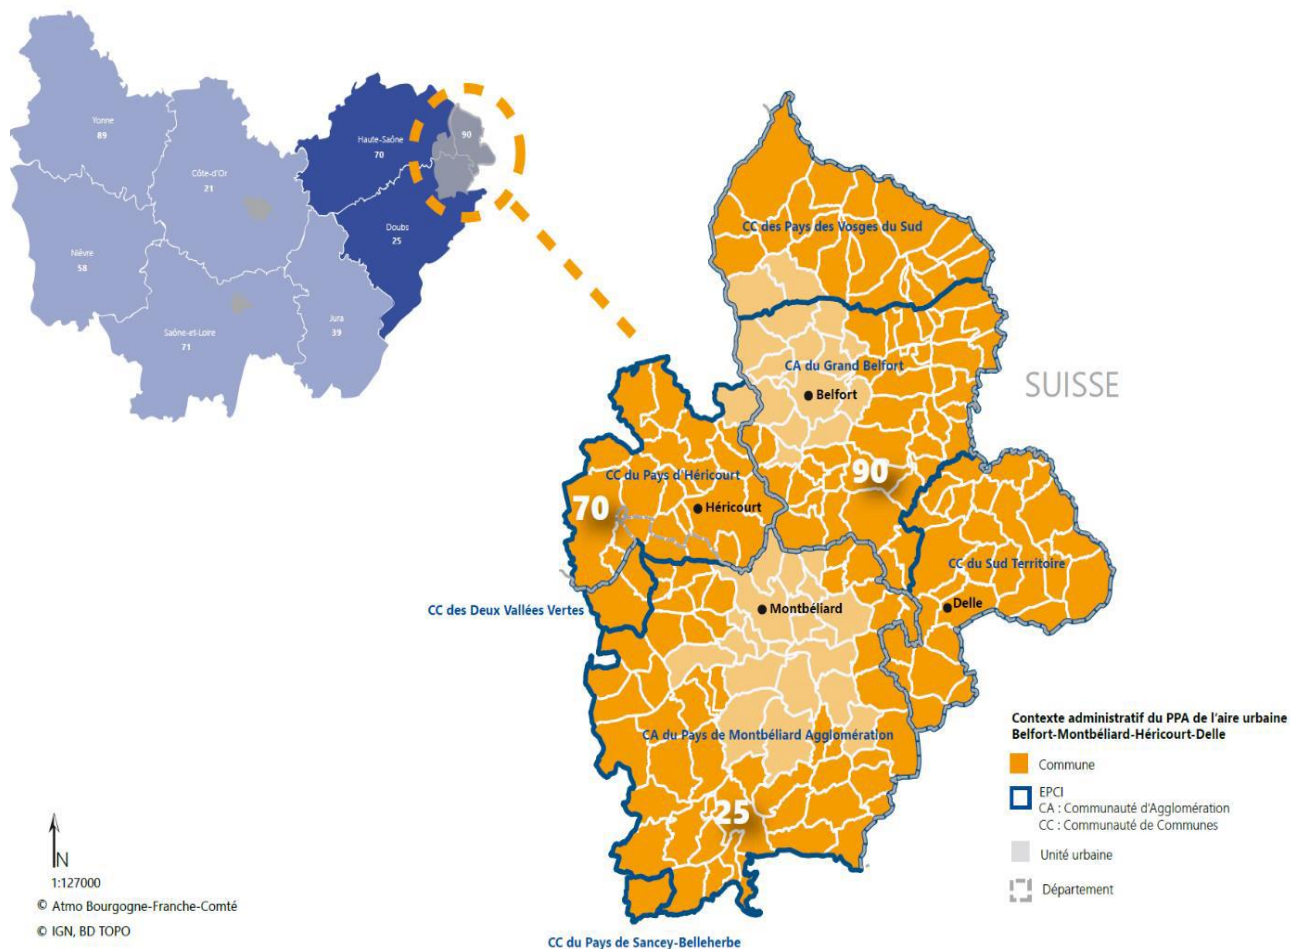 Yonne
89
Haute-Saône
70
90
Côte-d'Or
21
Doubs
25
Nièvre
58
Jura
39
Saône-et-Loire
71
CC des Pays des Vosges du Sud
CA du Grand Belfort
Belfort
SUISSE
90
CC du Pays d'Héricourt
70
Héricourt
CC du Sud Territoire
Delle
CC des Deux Vallées Vertes
Montbéliard
CA du Pays de Montbéliard Agglomération
25
CC du Pays de Sancey-Belleherbe
Contexte administratif du PPA de l'aire urbaine
Belfort-Montbéliard-Héricourt-Delle
Commune
EPCI
CA : Communauté d'Agglomération
CC : Communauté de Communes
Unité urbaine
Département
N
1:127000
© Atmo Bourgogne-Franche-Comté
© IGN, BD TOPO